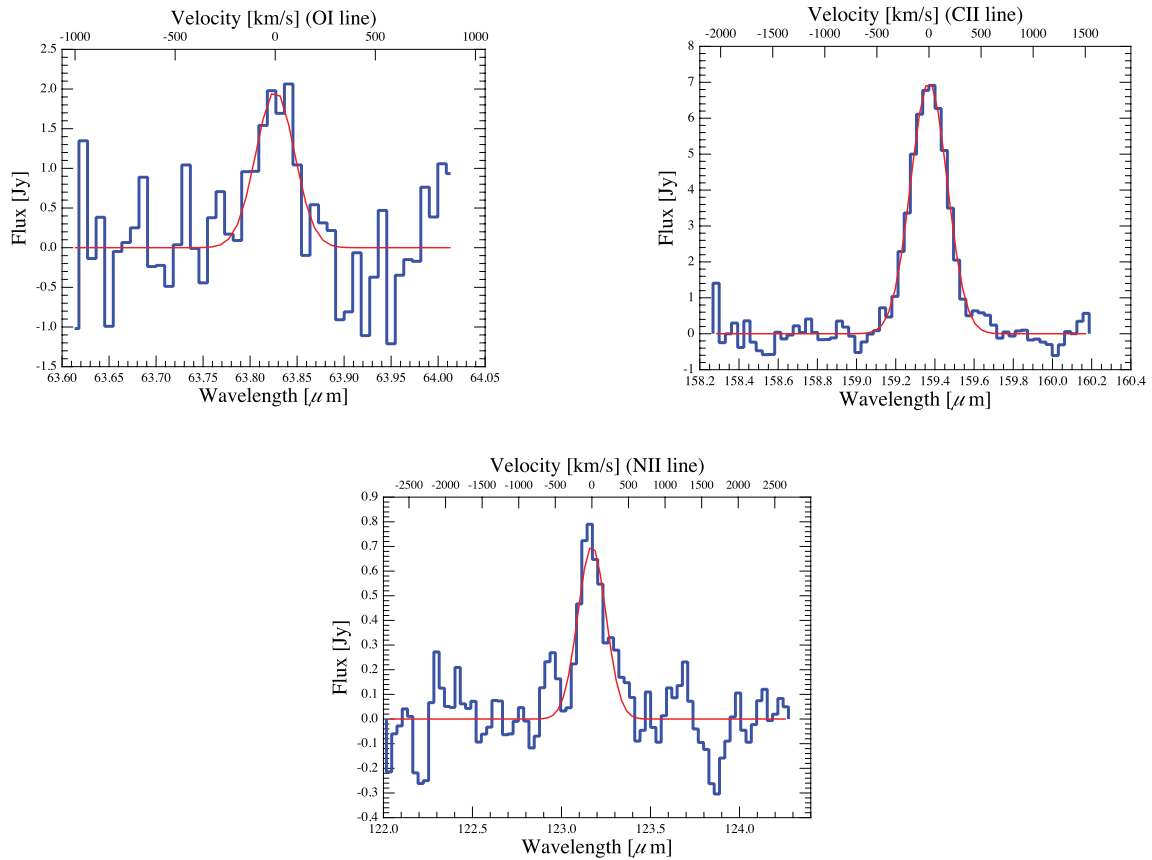 Velocity [km/s] (OI line)
-1000 -500 0 500 1000
2.5
2.0
1.5
1.0
0.5
0.0
-0.5
-1.0
-1.5
Flux [Jy]
63.60 63.65 63.70 63.75 63.80 63.85 63.90 63.95 64.00 64.05
Wavelength [μm]
Velocity [km/s] (CII line)
-2000 -1500 -1000 -500 0 500 1000 1500
8
7
6
5
4
3
2
1
0
-1
Flux [Jy]
158.2 158.4 158.6 158.8 159.0 159.2 159.4 159.6 159.8 160.0 160.2 160.4
Wavelength [μm]
Velocity [km/s] (NII line)
-2500 -2000 -1500 -1000 -500 0 500 1000 1500 2000 2500
0.9
0.8
0.7
0.6
0.5
0.4
0.3
0.2
0.1
0.0
-0.1
-0.2
-0.3
-0.4
Flux [Jy]
122.0 122.5 123.0 123.5 124.0
Wavelength [μm]